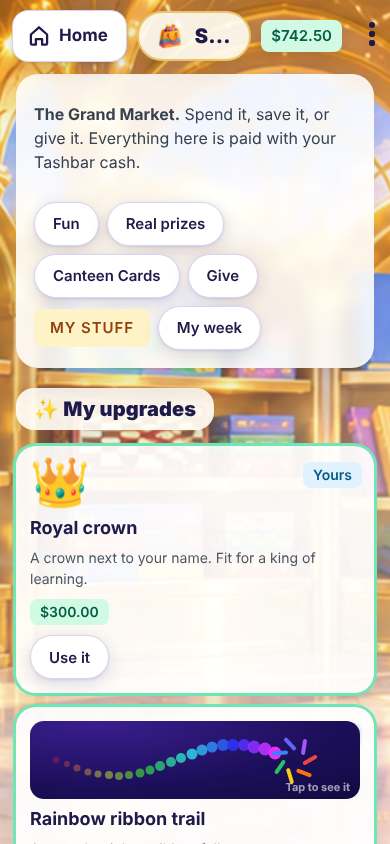 Home
S...
$742.50
The Grand Market. Spend it, save it, or
give it. Everything here is paid with your
Tashbar cash.
Fun
Real prizes
Canteen Cards
Give
MY STUFF
My week
✨ My upgrades
Yours
Royal crown
A crown next to your name. Fit for a king of
learning.
$300.00
Use it
Tap to see it
Rainbow ribbon trail